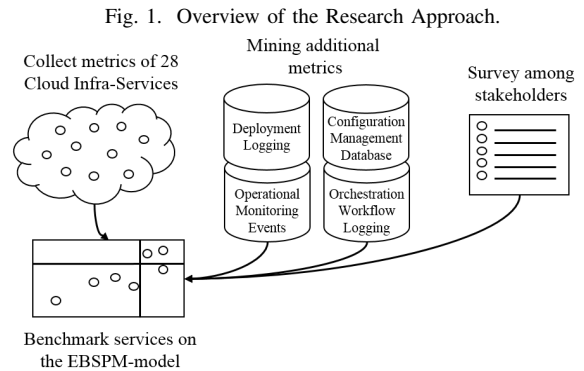 Fig. 1. Overview of the Research Approach.
Collect metrics of 28
Cloud Infra-Services
Mining additional
metrics
Survey among
stakeholders
Deployment
Logging
Configuration
Management
Database
Operational
Monitoring
Events
Orchestration
Workflow
Logging
Benchmark services on
the EBSPM-model